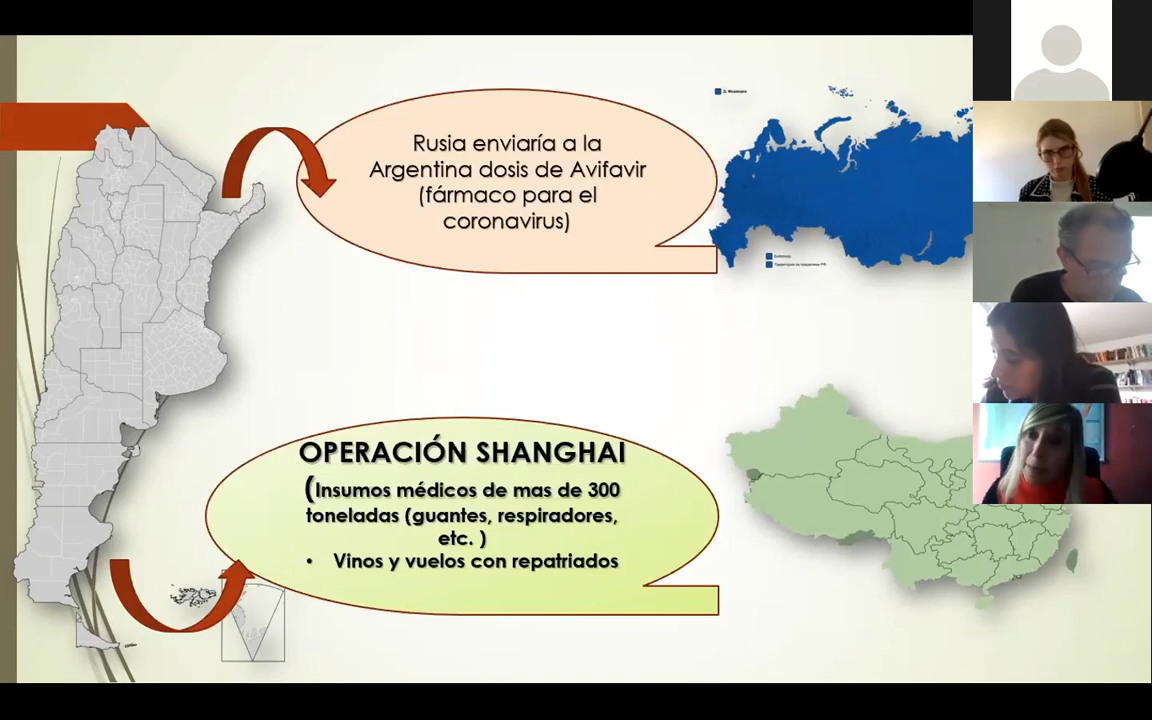 Rusia enviaría a la
Argentina dosis de Avifavir
(fármaco para el
coronavirus)
OPERACIÓN SHANGHAI
(Insumos médicos de mas de 300
toneladas (guantes, respiradores,
etc. )
• Vinos y vuelos con repatriados